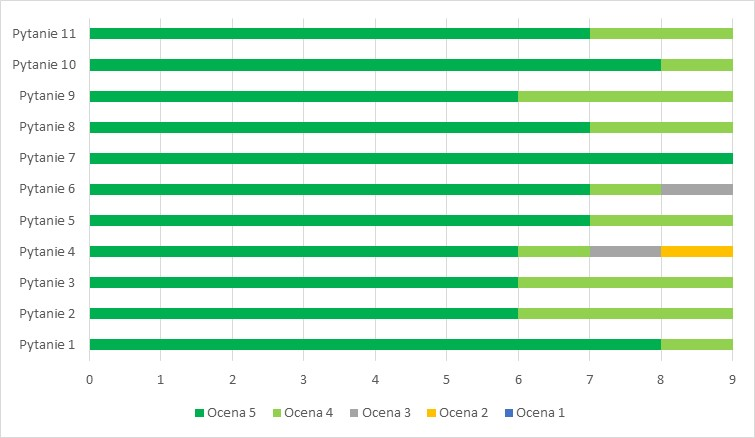 Pytanie 11
Pytanie 10
Pytanie 9
Pytanie 8
Pytanie 7
Pytanie 6
Pytanie 5
Pytanie 4
Pytanie 3
Pytanie 2
Pytanie 1
0 1 2 3 4 5 6 7 8 9
Ocena 5 Ocena 4 Ocena 3 Ocena 2 Ocena 1